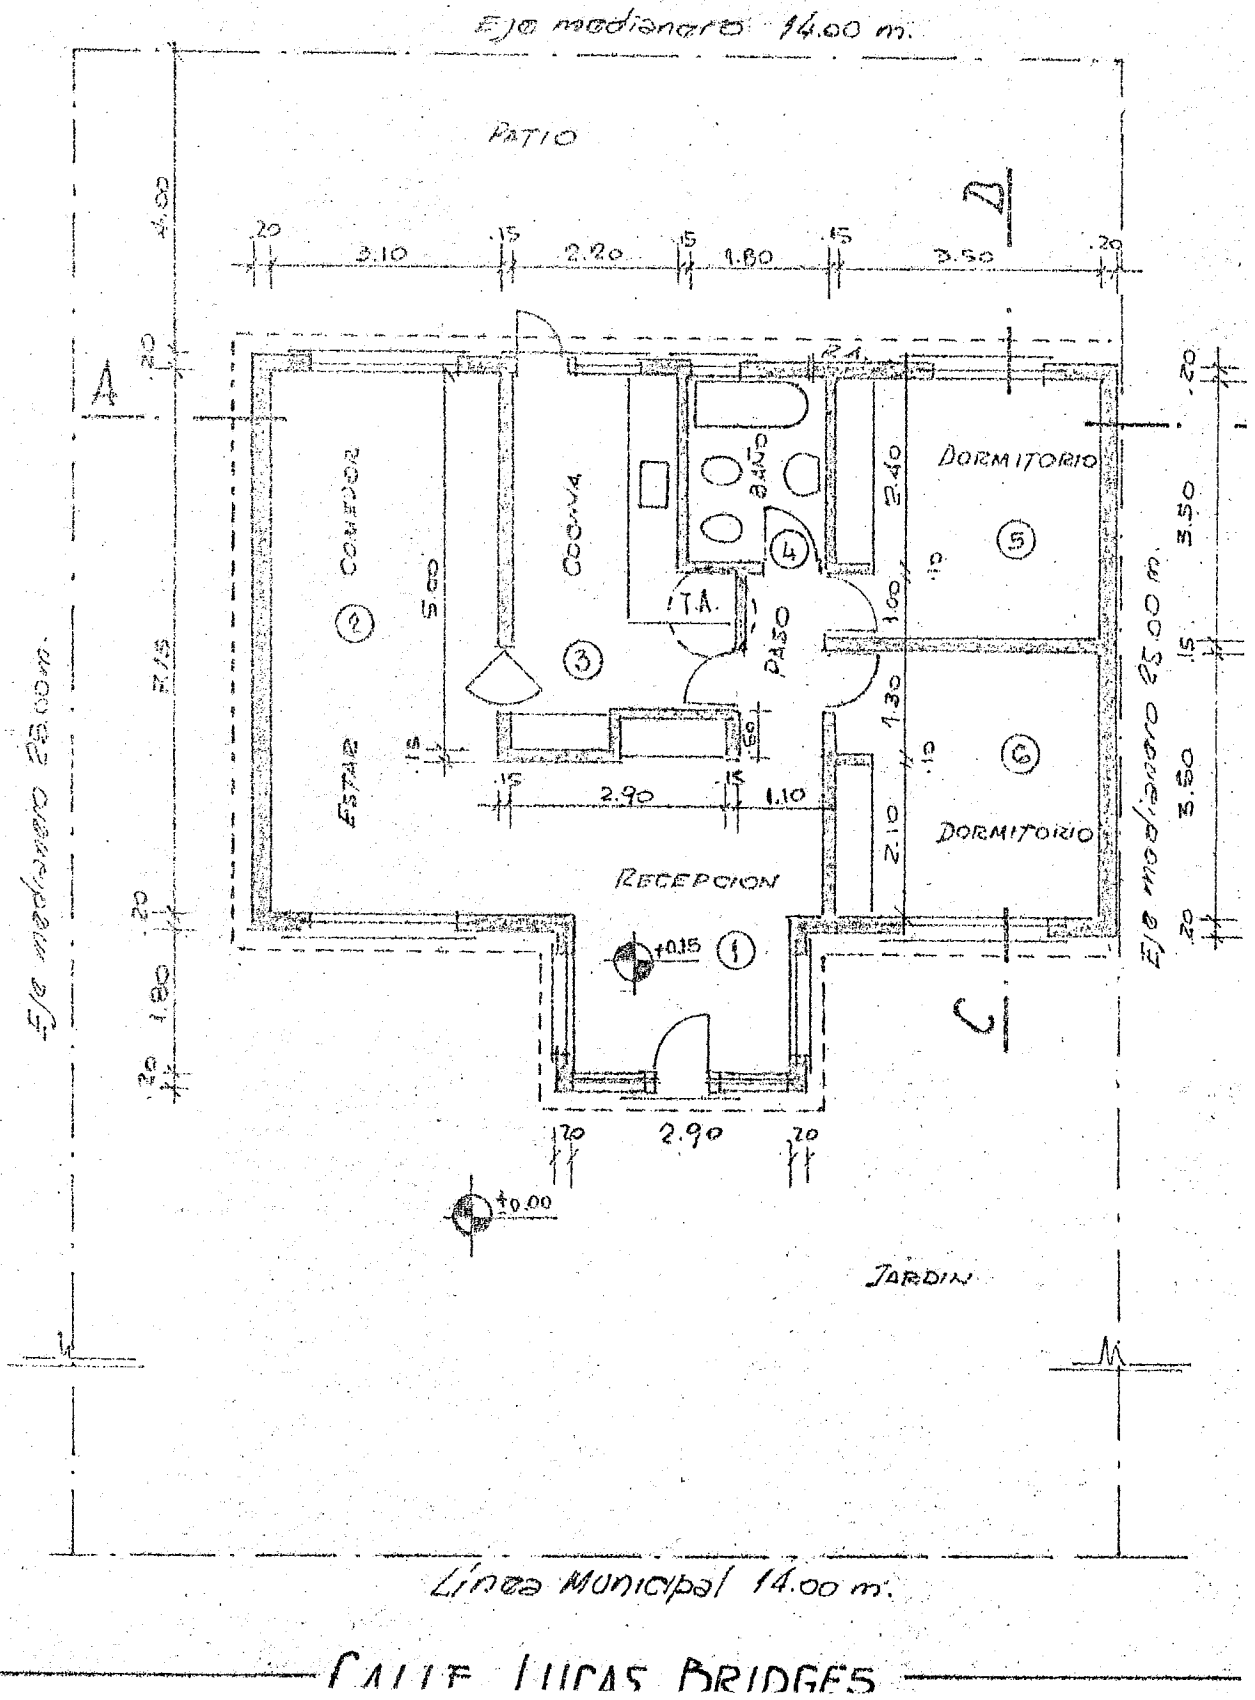 Eje medianero 14.00 m.
PATIO
D
4.00
.20
3.10
.15
2.20
.15
1.80
.15
3.50
.20
.20
A
2A.
.20
COMEDOR
COCINA
BAÑO
2.40
DORMITORIO
3.50
5
.10
4
2
5.00
T.A.
1.00
3
PASO
.15
7.15
Eje medianero 25.00 m.
Eje medianero 25.00 m.
1.30
6
.10
.50
ESTAR
.15
.15
2.90
.15
1.10
2.10
3.50
DORMITORIO
RECEPCION
.20
.20
+0.15
1
C
1.80
.20
.20
2.90
.20
±0.00
JARDIN
Línea Municipal 14.00 m.
CALLE LUCAS BRIDGES